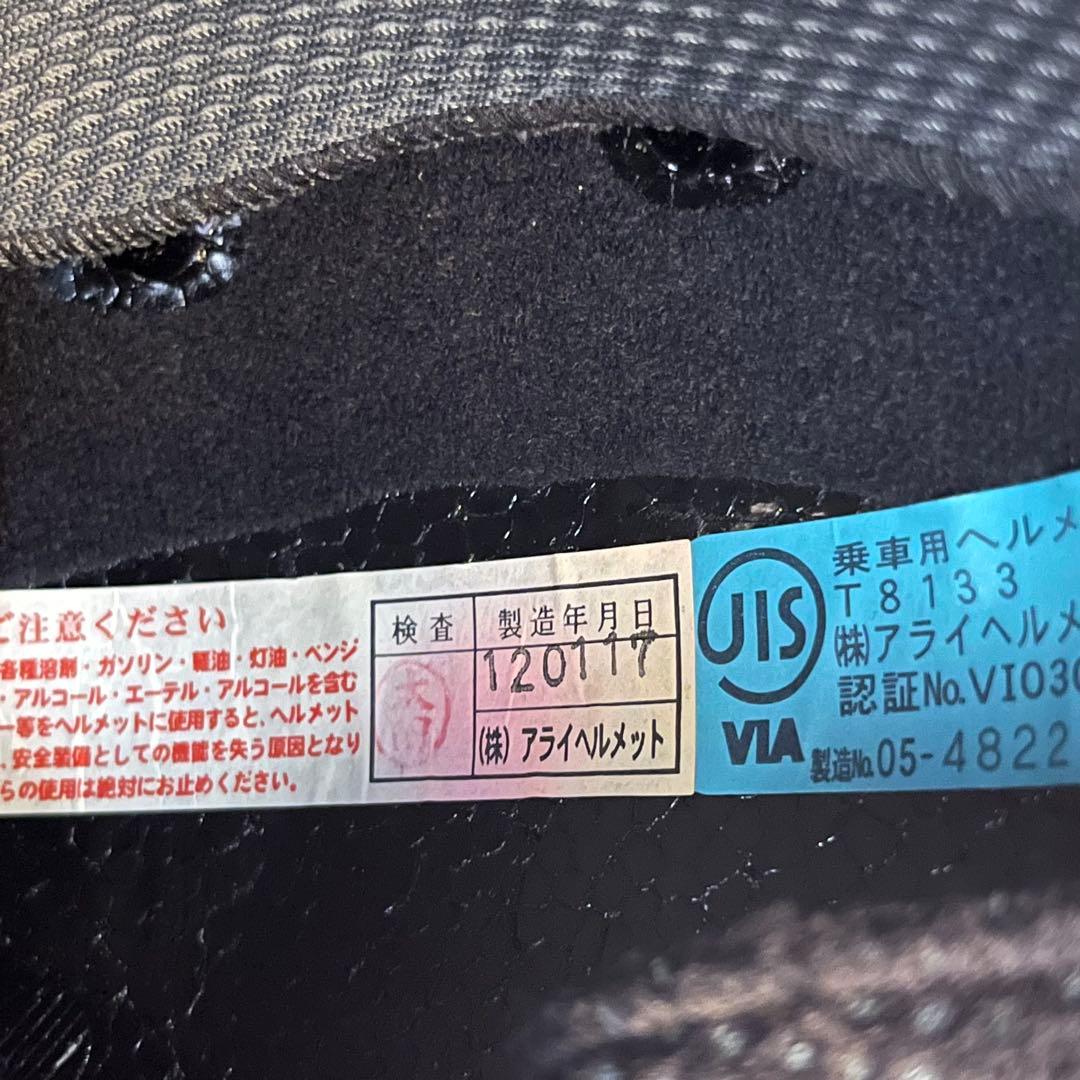 ご注意ください
各種溶剤・ガソリン・軽油・灯油・ベンジ
・アルコール・エーテル・アルコールを含む
ー等をヘルメットに使用すると、ヘルメット
、安全装備としての機能を失う原因となり
らの使用は絶対にお止めください。
検査
製造年月日
120117
(株) アライヘルメット
JIS
VIA
乗車用ヘルメ
T8133
(株)アライヘルメ
認証No.VI030
製造No.05-4822